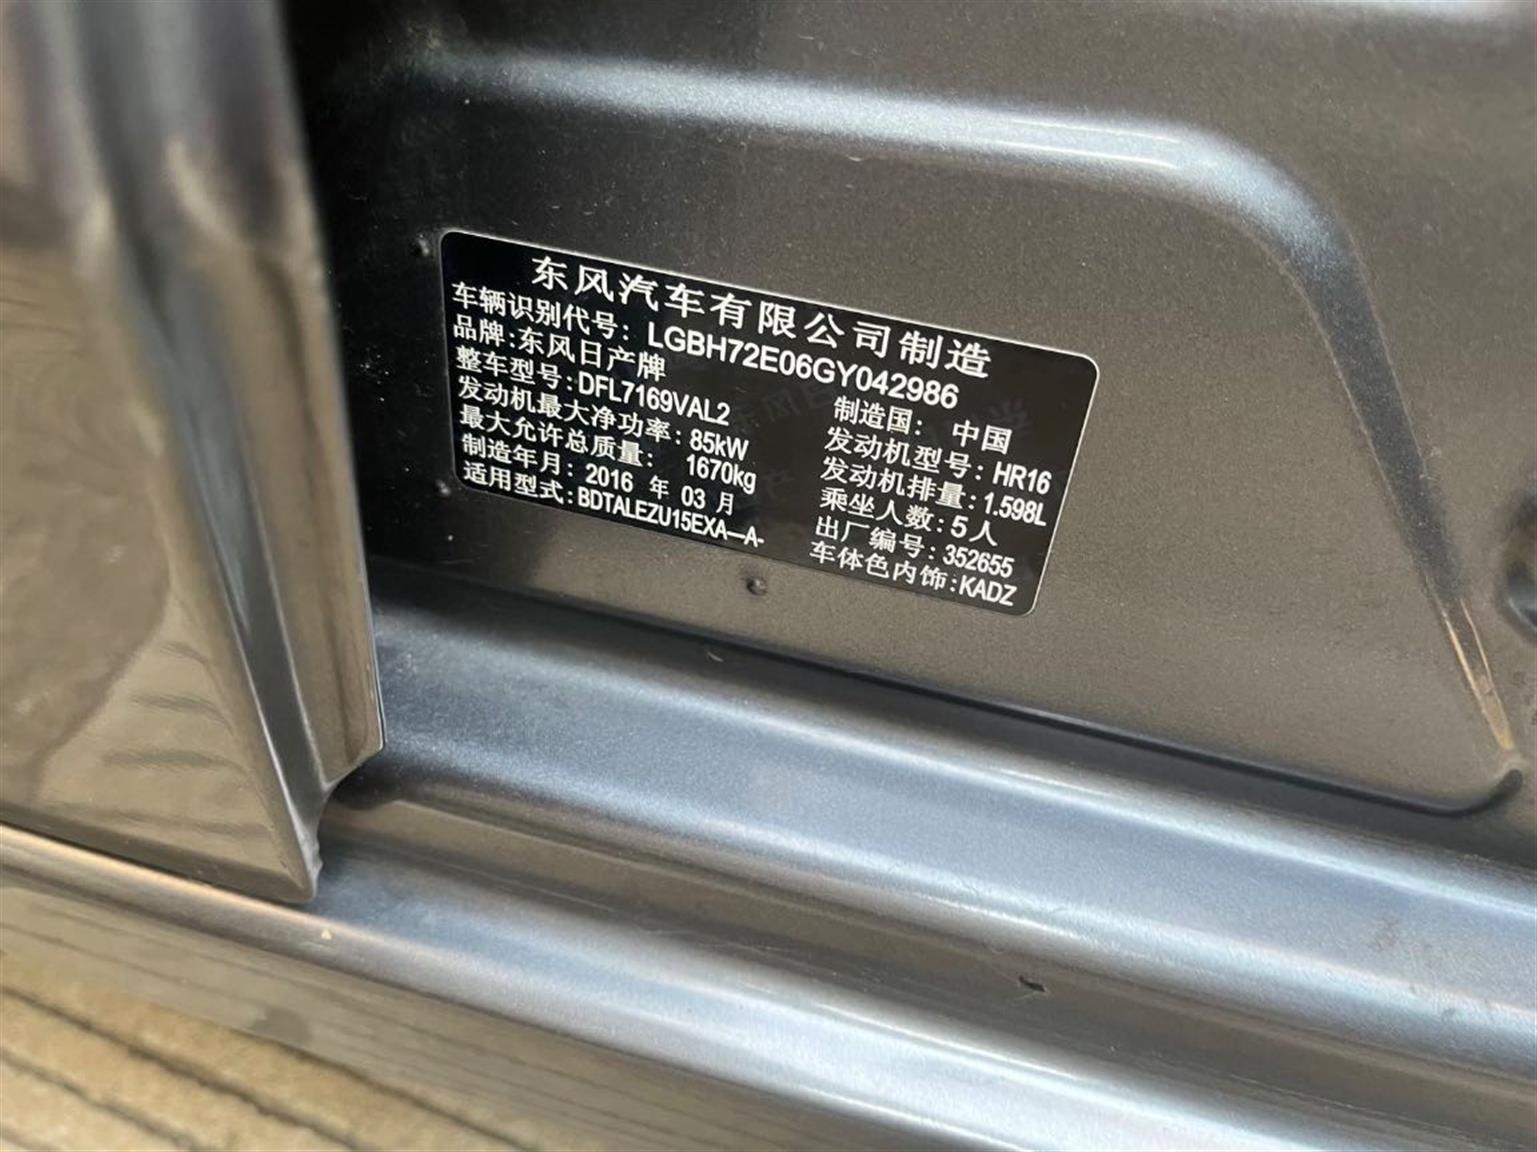 东风汽车有限公司制造
车辆识别代号：LGBH72E06GY042986
品牌：东风日产牌 制造国：中国
整车型号：DFL7169VAL2 发动机型号：HR16
发动机最大净功率：85kW 发动机排量：1.598L
最大允许总质量：1670kg 乘坐人数：5人
制造年月：2016 年 03 月 出厂编号：352655
适用型式：BDTALEZU15EXA—A- 车体色内饰：KADZ